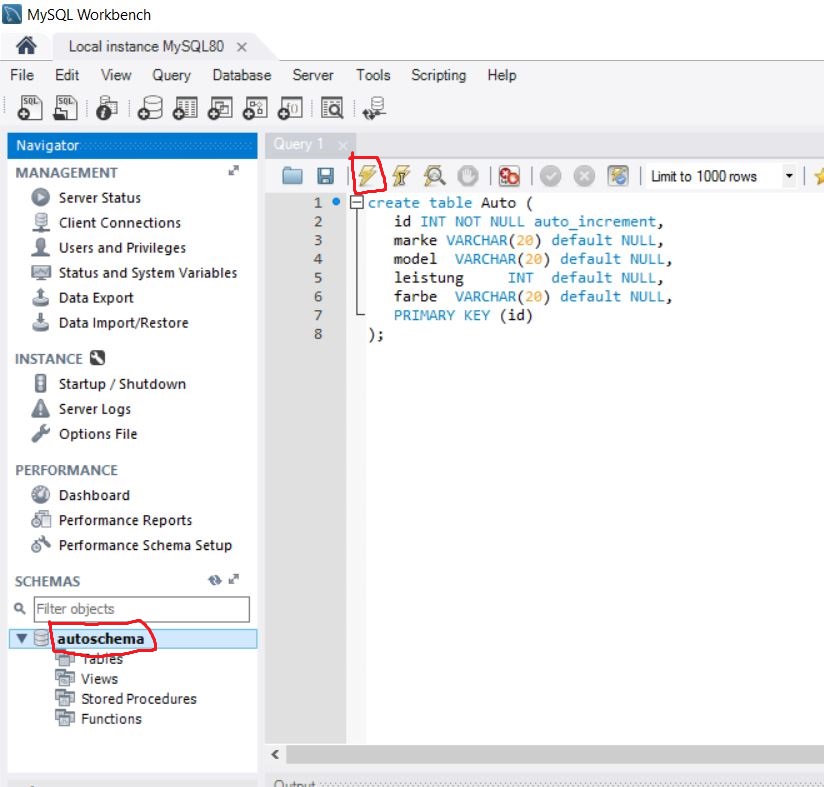 MySQL Workbench
Local instance MySQL80
File Edit View Query Database Server Tools Scripting Help
Navigator
MANAGEMENT
Server Status
Client Connections
Users and Privileges
Status and System Variables
Data Export
Data Import/Restore
INSTANCE
Startup / Shutdown
Server Logs
Options File
PERFORMANCE
Dashboard
Performance Reports
Performance Schema Setup
SCHEMAS
Filter objects
autoschema
Tables
Views
Stored Procedures
Functions
Query 1
Limit to 1000 rows
1 create table Auto (
2 id INT NOT NULL auto_increment,
3 marke VARCHAR(20) default NULL,
4 model VARCHAR(20) default NULL,
5 leistung INT default NULL,
6 farbe VARCHAR(20) default NULL,
7 PRIMARY KEY (id)
8 );
Output